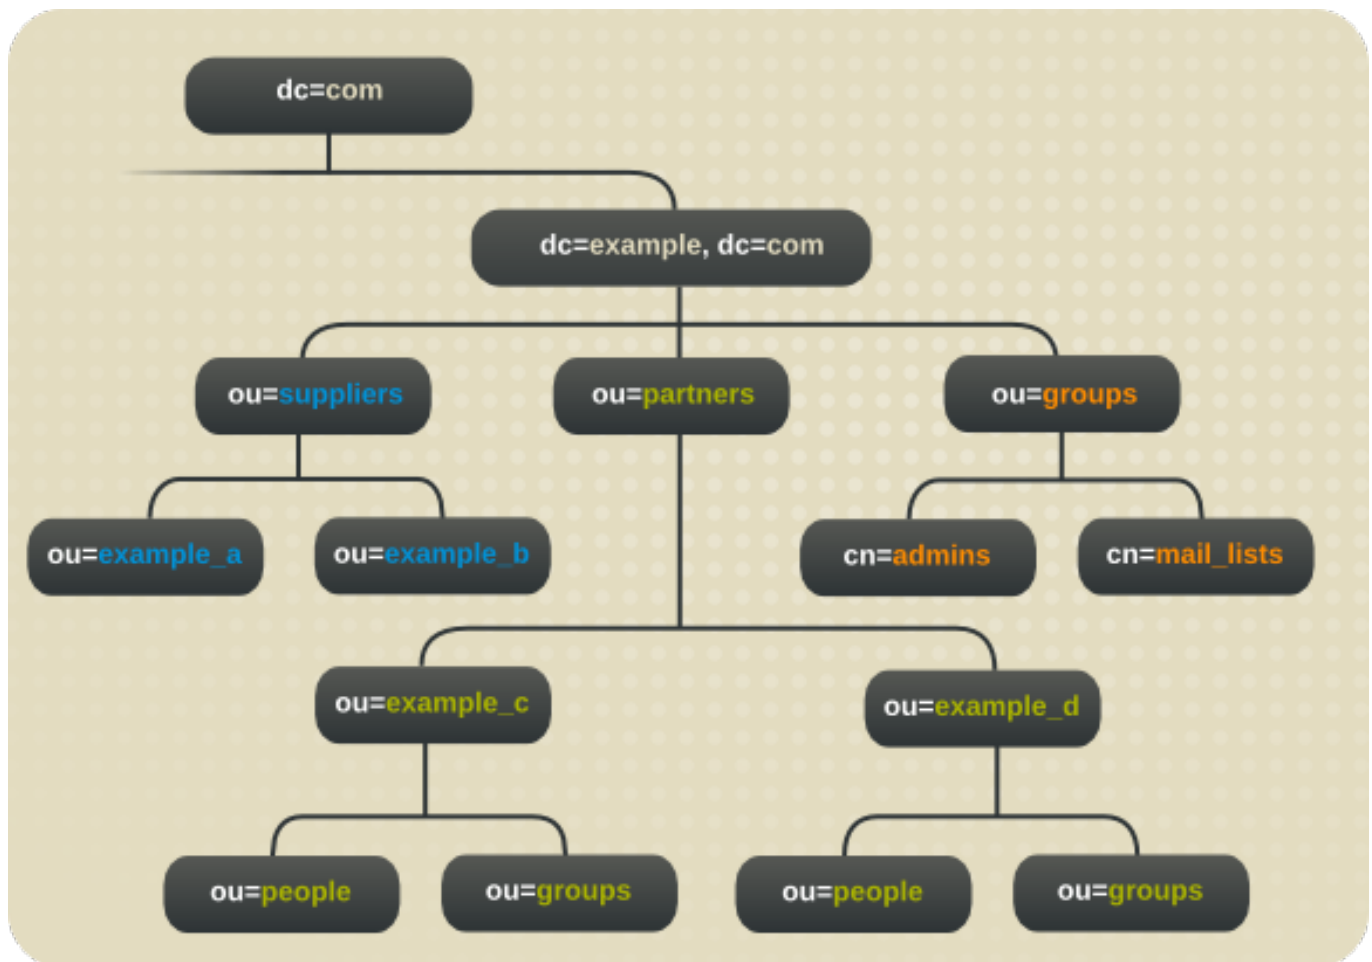 dc=com
dc=example, dc=com
ou=suppliers
ou=partners
ou=groups
ou=example_a
ou=example_b
cn=admins
cn=mail_lists
ou=example_c
ou=example_d
ou=people
ou=groups
ou=people
ou=groups